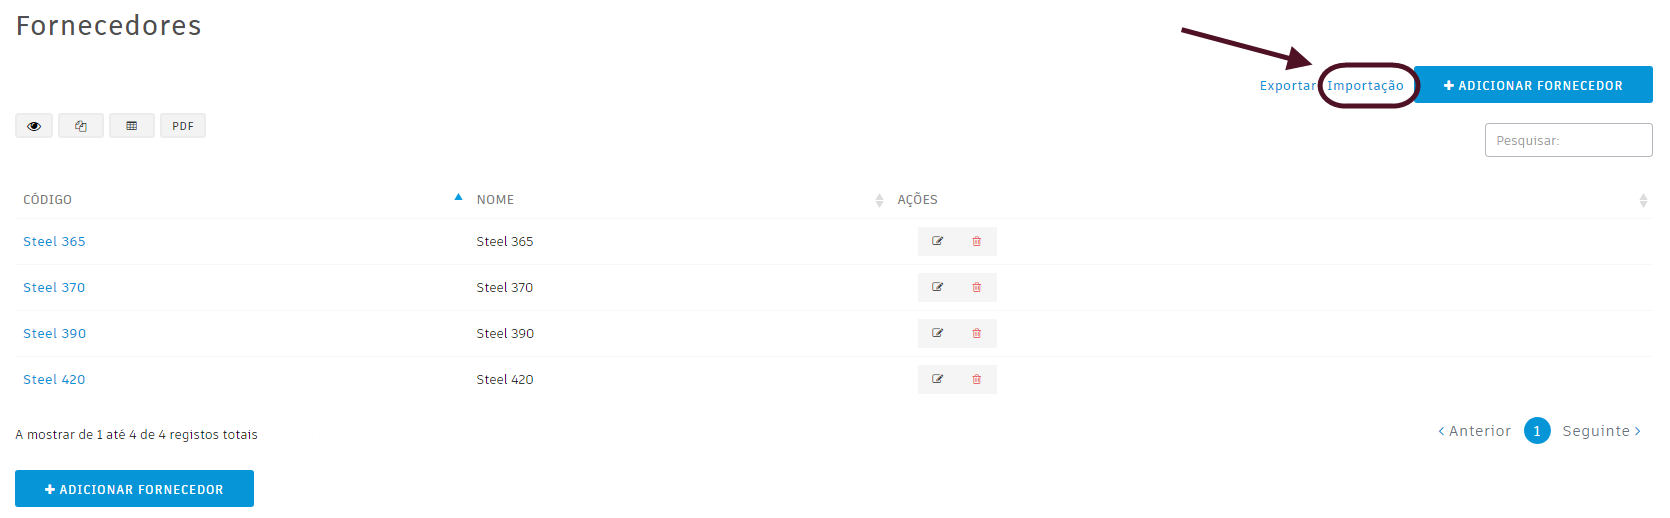 Fornecedores
Exportar Importação ADICIONAR FORNECEDOR
PDF
Pesquisar:
CÓDIGO NOME AÇÕES
Steel 365 Steel 365
Steel 370 Steel 370
Steel 390 Steel 390
Steel 420 Steel 420
A mostrar de 1 até 4 de 4 registos totais
Anterior 1 Seguinte
ADICIONAR FORNECEDOR